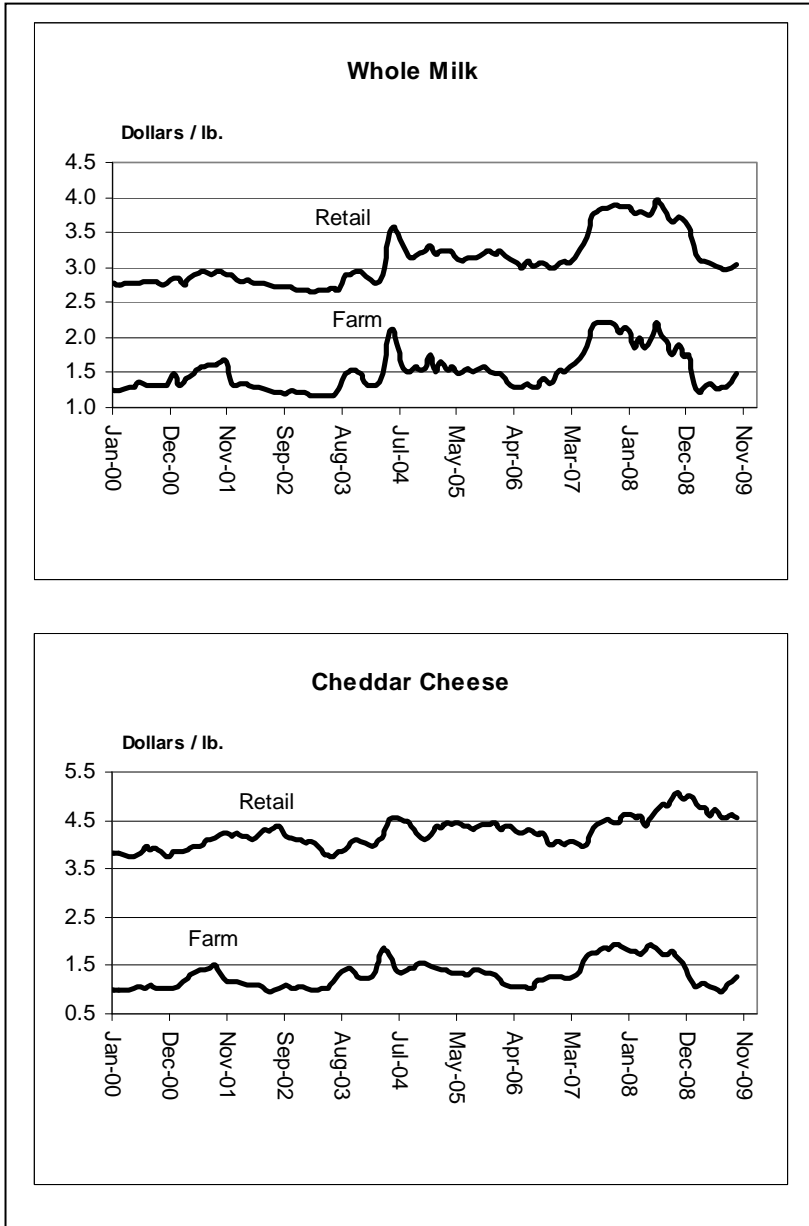 Whole Milk
Dollars / lb.
4.5
4.0
3.5
3.0
2.5
2.0
1.5
1.0
Retail
Farm
Jan-00
Dec-00
Nov-01
Sep-02
Aug-03
Jul-04
May-05
Apr-06
Mar-07
Jan-08
Dec-08
Nov-09
Cheddar Cheese
Dollars / lb.
5.5
4.5
3.5
2.5
1.5
0.5
Retail
Farm
Jan-00
Dec-00
Nov-01
Sep-02
Aug-03
Jul-04
May-05
Apr-06
Mar-07
Jan-08
Dec-08
Nov-09